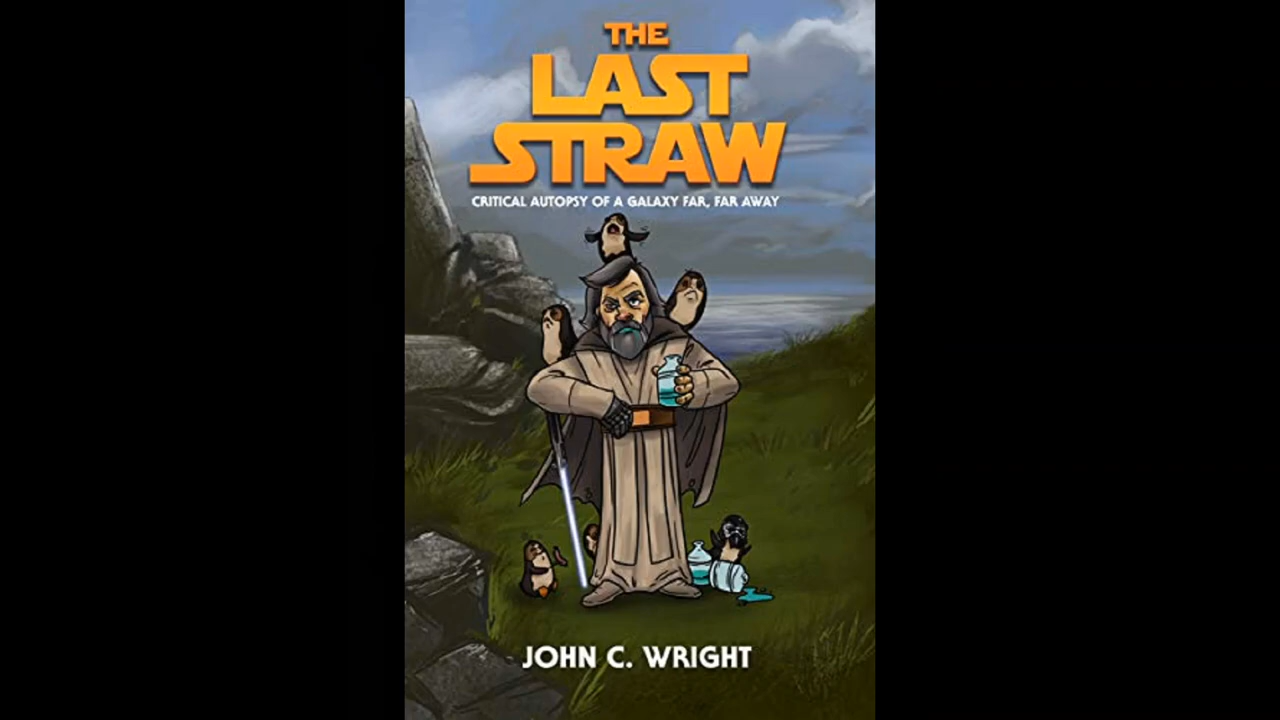 THE
LAST
STRAW
CRITICAL AUTOPSY OF A GALAXY FAR, FAR AWAY
JOHN C. WRIGHT